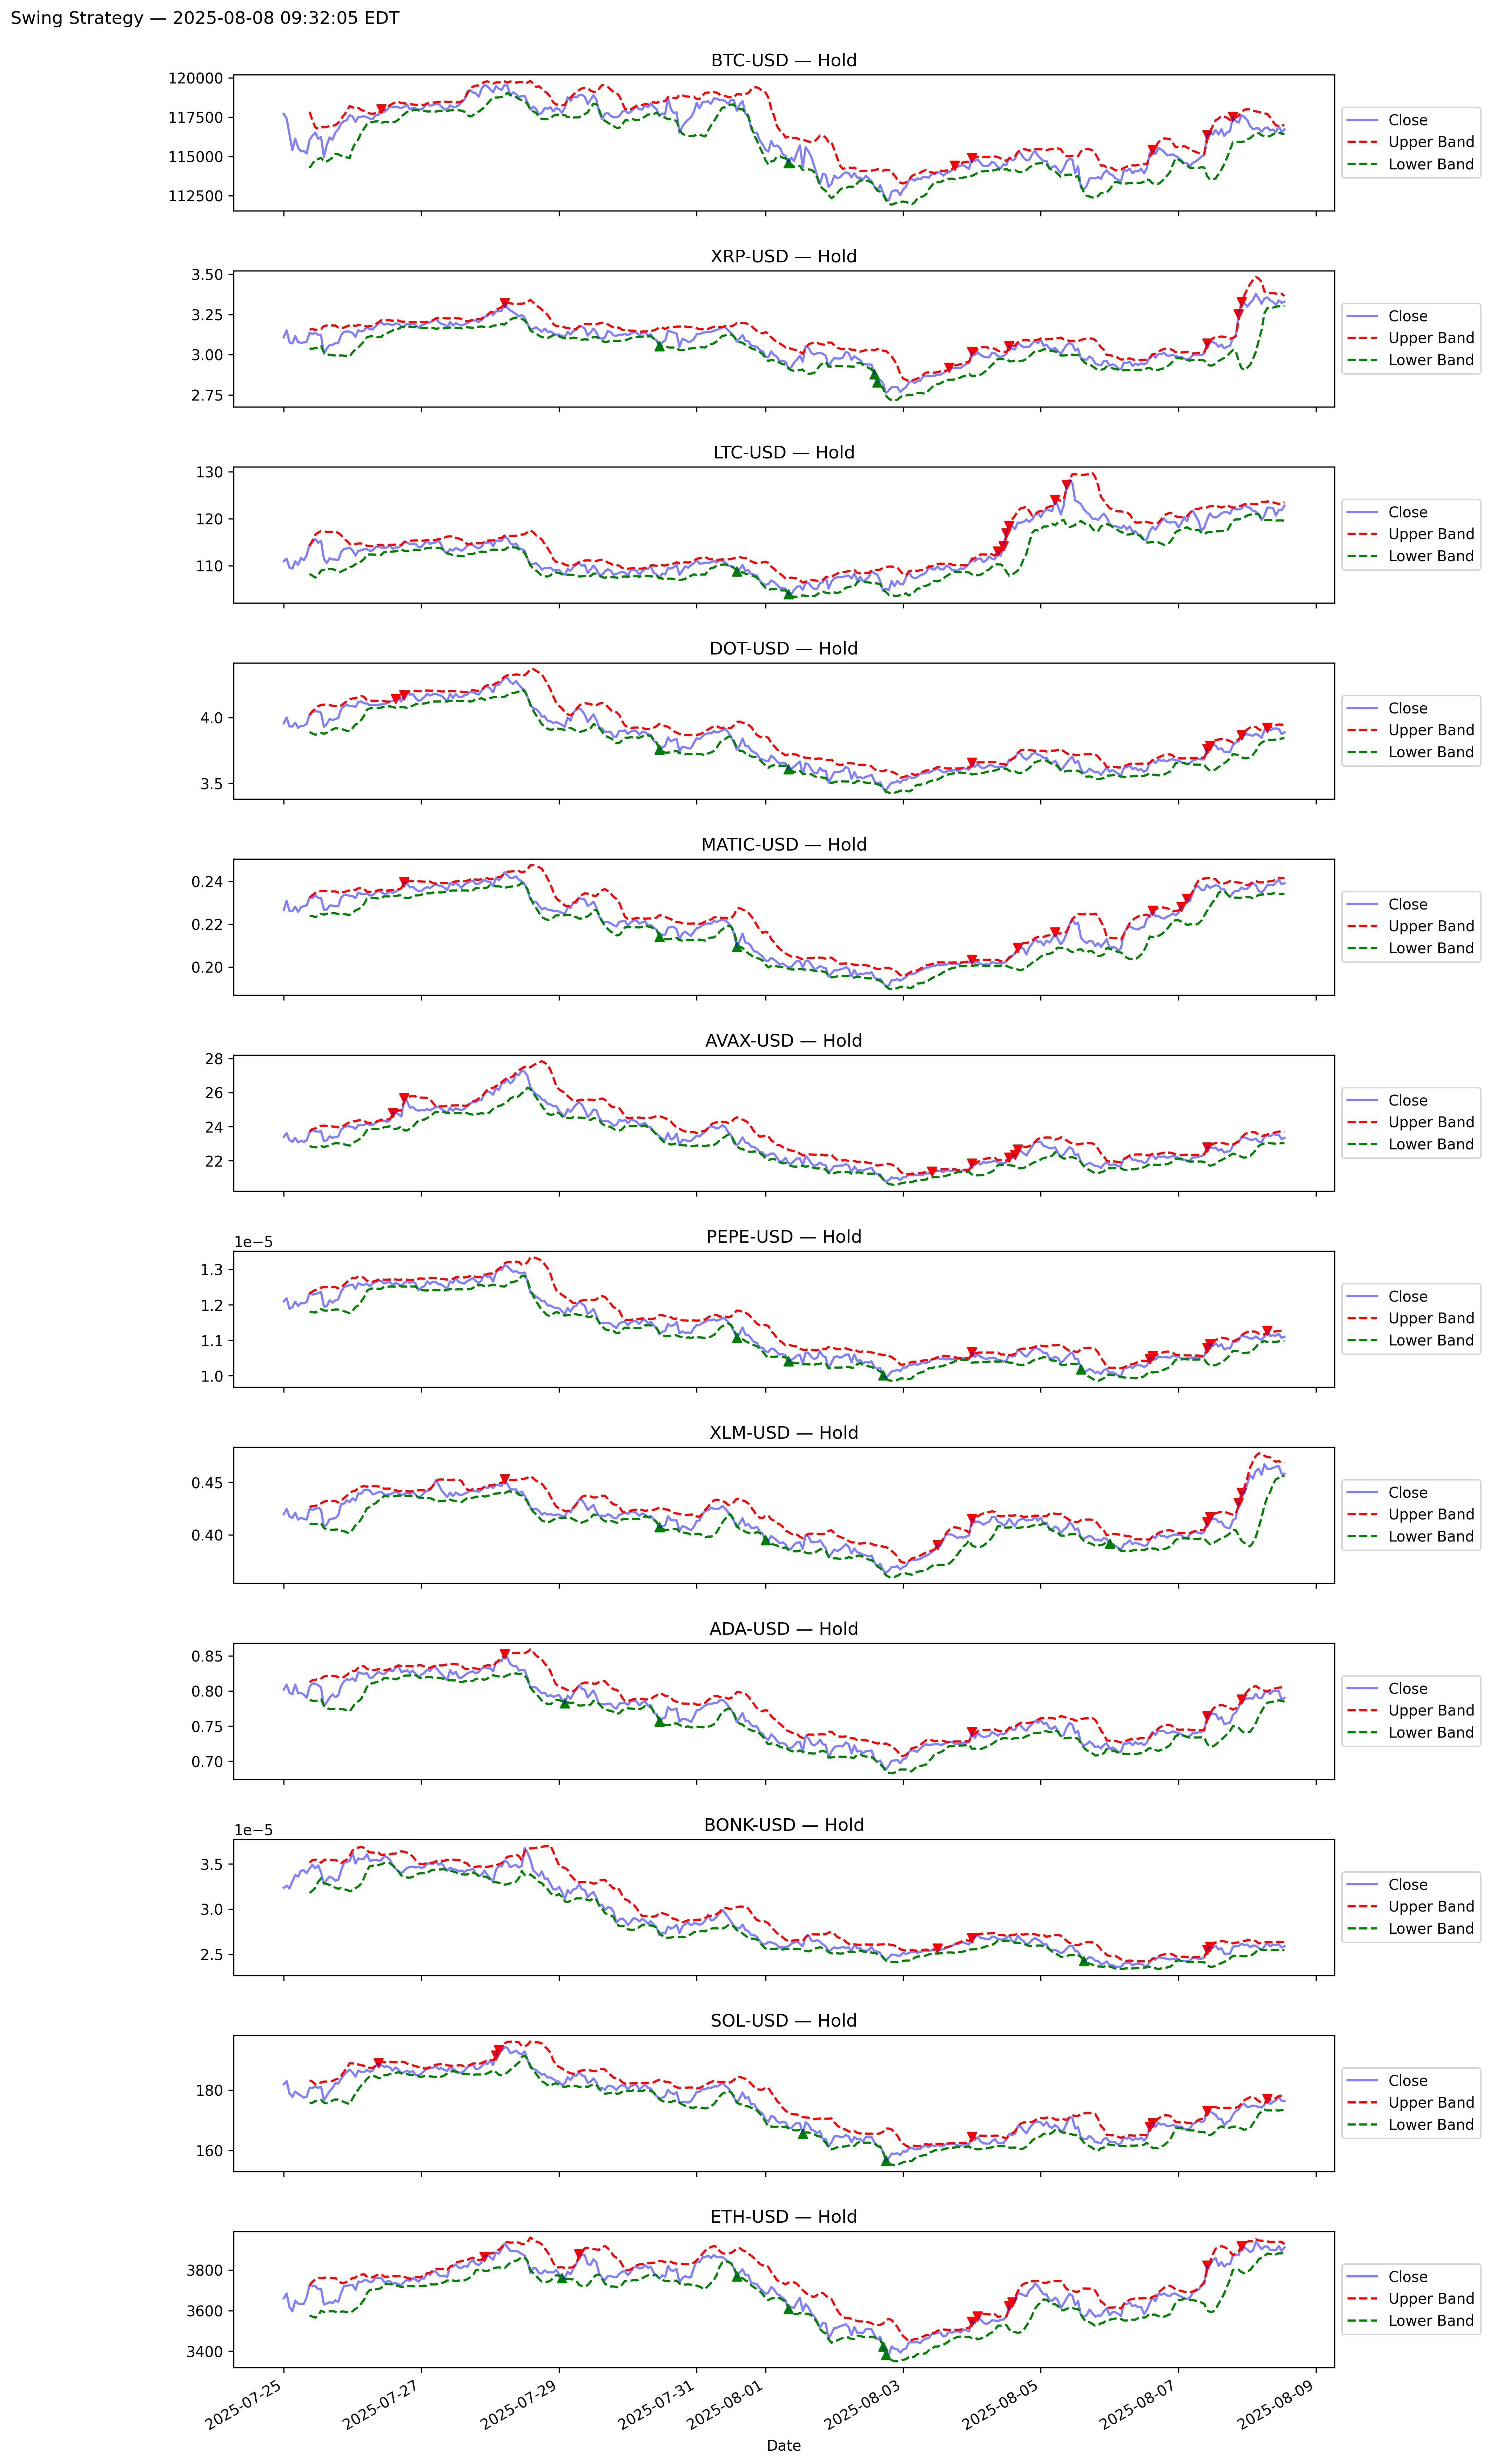 Swing Strategy — 2025-08-08 09:32:05 EDT
BTC-USD — Hold
120000
117500
115000
112500
Close
Upper Band
Lower Band
XRP-USD — Hold
3.50
3.25
3.00
2.75
Close
Upper Band
Lower Band
LTC-USD — Hold
130
120
110
Close
Upper Band
Lower Band
DOT-USD — Hold
4.0
3.5
Close
Upper Band
Lower Band
MATIC-USD — Hold
0.24
0.22
0.20
Close
Upper Band
Lower Band
AVAX-USD — Hold
28
26
24
22
Close
Upper Band
Lower Band
PEPE-USD — Hold
1e−5
1.3
1.2
1.1
1.0
Close
Upper Band
Lower Band
XLM-USD — Hold
0.45
0.40
Close
Upper Band
Lower Band
ADA-USD — Hold
0.85
0.80
0.75
0.70
Close
Upper Band
Lower Band
BONK-USD — Hold
1e−5
3.5
3.0
2.5
Close
Upper Band
Lower Band
SOL-USD — Hold
180
160
Close
Upper Band
Lower Band
ETH-USD — Hold
3800
3600
3400
Close
Upper Band
Lower Band
2025-07-25
2025-07-27
2025-07-29
2025-07-31
2025-08-01
2025-08-03
2025-08-05
2025-08-07
2025-08-09
Date